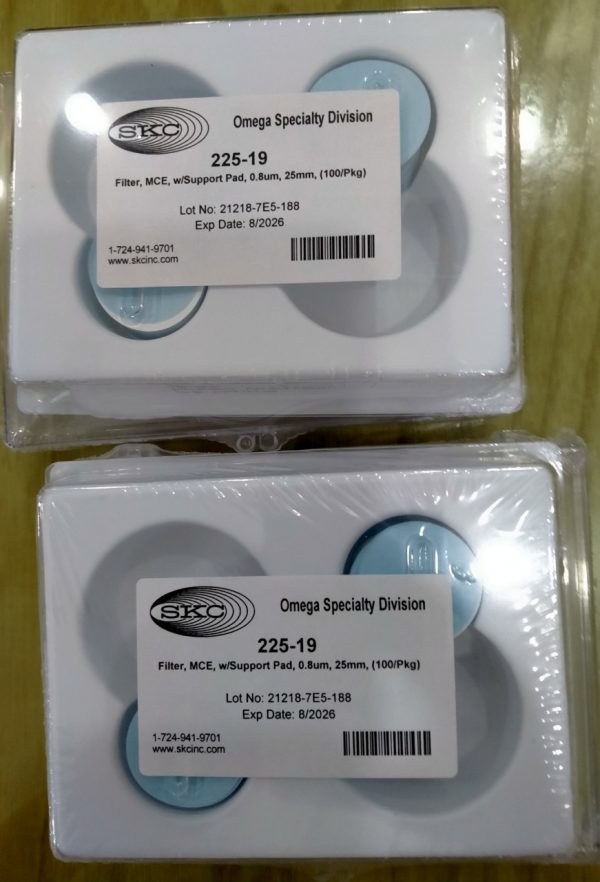 SKC
Omega Specialty Division
225-19
Filter, MCE, w/Support Pad, 0.8um, 25mm, (100/Pkg)
Lot No: 21218-7E5-188
Exp Date: 8/2026
1-724-941-9701
www.skcinc.com
SKC
Omega Specialty Division
225-19
Filter, MCE, w/Support Pad, 0.8um, 25mm, (100/Pkg)
Lot No: 21218-7E5-188
Exp Date: 8/2026
1-724-941-9701
www.skcinc.com